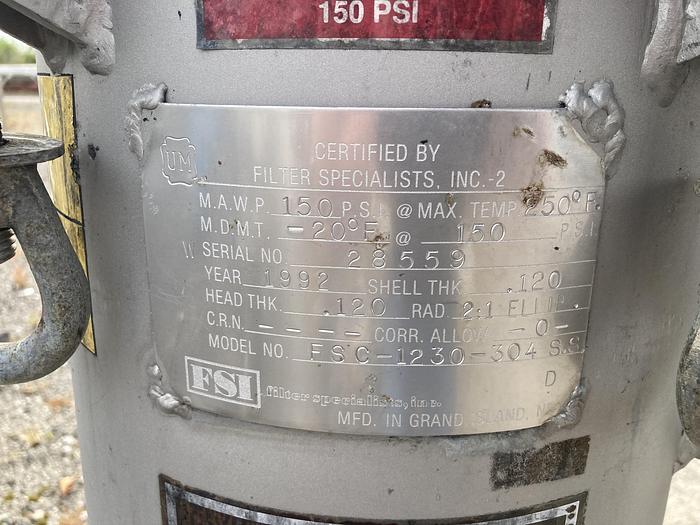 150 PSI
UM
CERTIFIED BY
FILTER SPECIALISTS, INC.-2
M.A.W.P. 150 P.S.I. @ MAX. TEMP. 250°F.
M.D.M.T. -20°F. @ 150 P.S.I.
SERIAL NO. 28559
YEAR 1992 SHELL THK. .120
HEAD THK. .120 RAD. 2:1 ELLIP.
C.R.N. - - - - CORR. ALLOW. -0-
MODEL NO. FSC-1230-304 S.S.
D
FSI filter specialists, inc.
MFD. IN GRAND ISLAND,